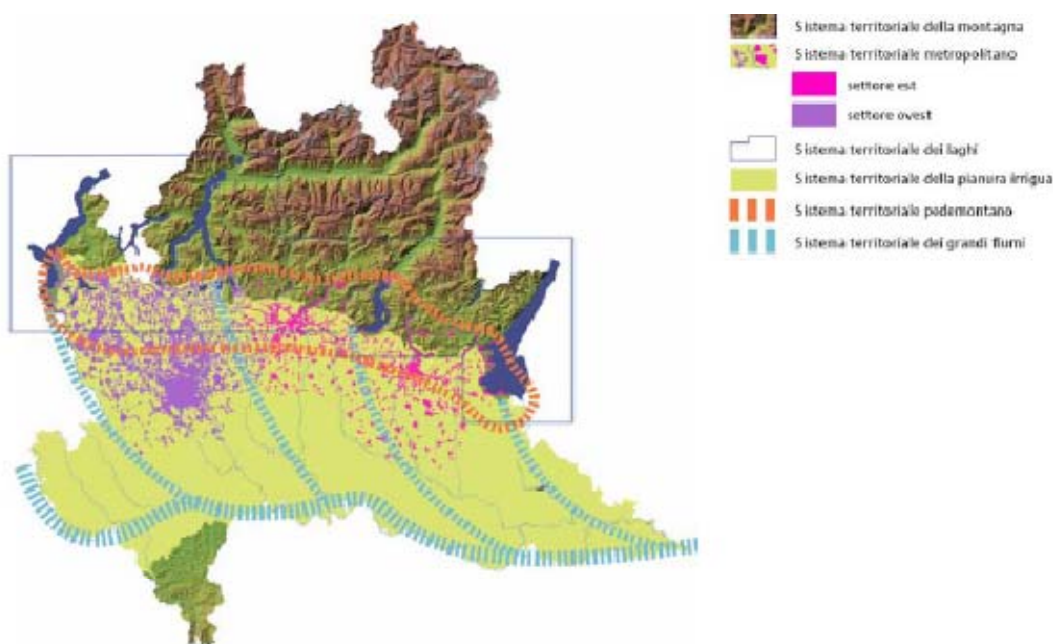 Sistema territoriale della montagna
Sistema territoriale metropolitano
settore est
settore ovest
Sistema territoriale dei laghi
Sistema territoriale della pianura irrigua
Sistema territoriale pedemontano
Sistema territoriale dei grandi fiumi